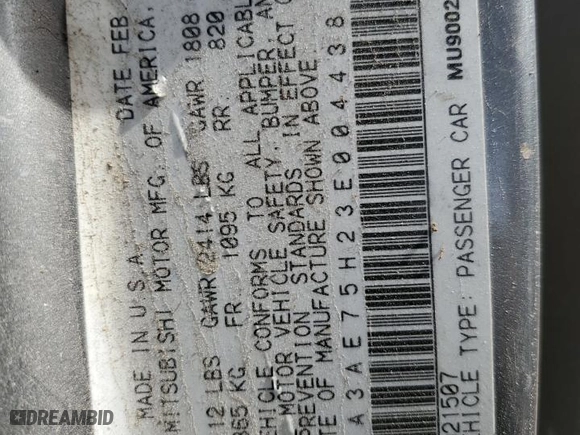 MADE IN U.S.A. DATE FEB
MITSUBISHI MOTOR MFG. OF AMERICA,
12 LBS GAWR 2414 LBS GAWR 1808
865 KG FR 1095 KG RR 820
EHICLE CONFORMS TO ALL APPLICABL
MOTOR VEHICLE SAFETY, BUMPER AN
PREVENTION STANDARDS IN EFFECT O
TE OF MANUFACTURE SHOWN ABOVE.
A3AE75H23E004438
21507
HICLE TYPE: PASSENGER CAR MU9002
DREAMBID